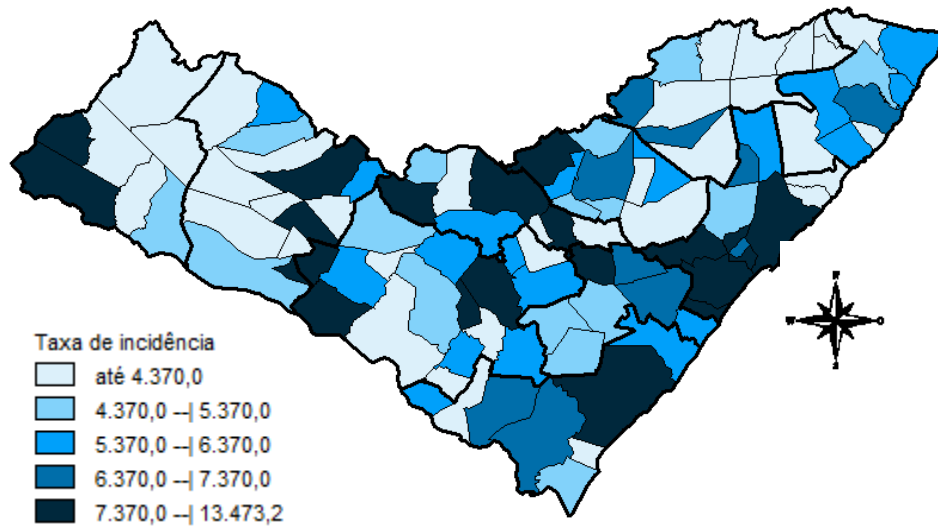 Taxa de incidência
até 4.370,0
4.370,0 --| 5.370,0
5.370,0 --| 6.370,0
6.370,0 --| 7.370,0
7.370,0 --| 13.473,2
W
O